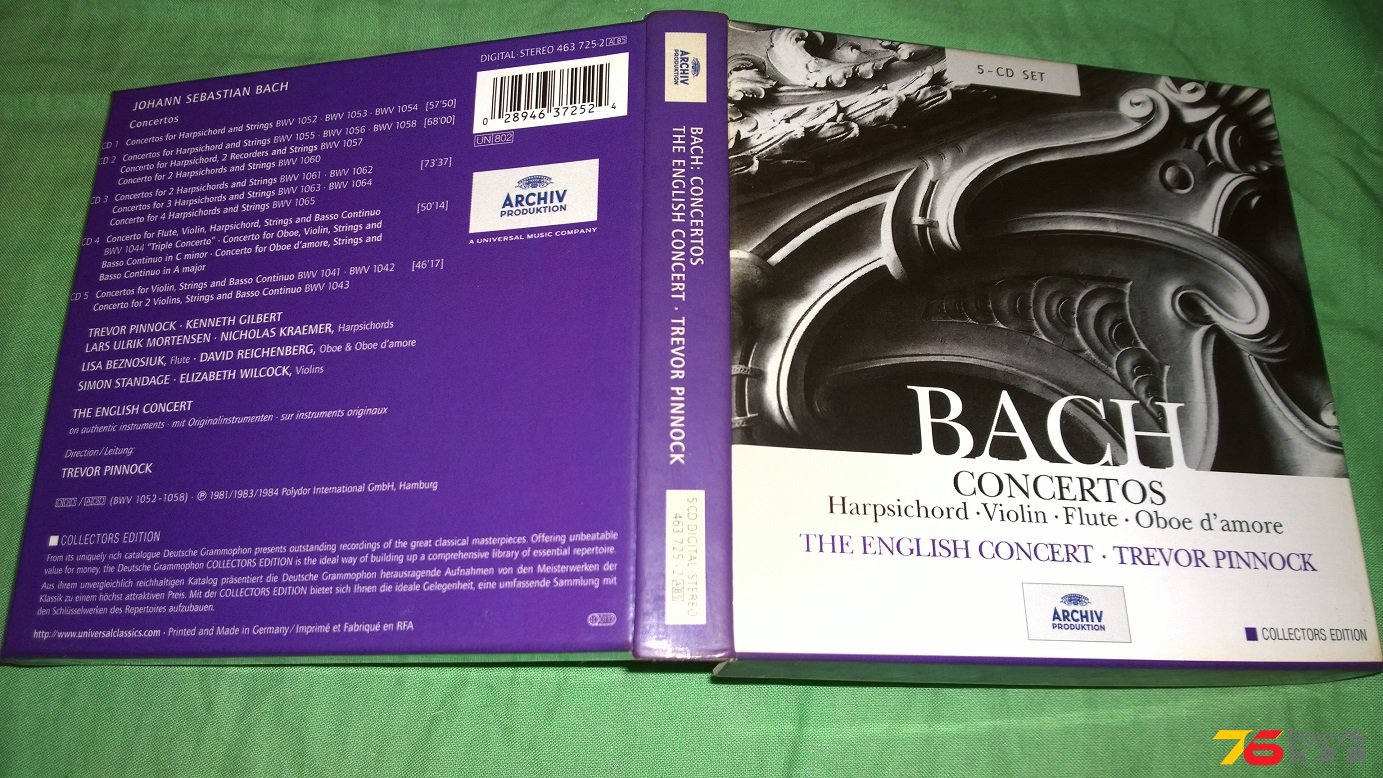 JOHANN SEBASTIAN BACH
Concertos
CD 1 Concertos for Harpsichord and Strings BWV 1052 · BWV 1053 · BWV 1054 [57'50]
CD 2 Concertos for Harpsichord and Strings BWV 1055 · BWV 1056 · BWV 1058 [68'00]
Concerto for Harpsichord, 2 Recorders and Strings BWV 1057
Concerto for 2 Harpsichords and Strings BWV 1060
CD 3 Concertos for 2 Harpsichords and Strings BWV 1061 · BWV 1062 [73'37]
Concertos for 3 Harpsichords and Strings BWV 1063 · BWV 1064
Concerto for 4 Harpsichords and Strings BWV 1065
CD 4 Concerto for Flute, Violin, Harpsichord, Strings and Basso Continuo [50'14]
BWV 1044 "Triple Concerto" · Concerto for Oboe, Violin, Strings and
Basso Continuo in C minor · Concerto for Oboe d'amore, Strings and
Basso Continuo in A major
CD 5 Concertos for Violin, Strings and Basso Continuo BWV 1041 · BWV 1042 [46'17]
Concerto for 2 Violins, Strings and Basso Continuo BWV 1043
TREVOR PINNOCK · KENNETH GILBERT
LARS ULRIK MORTENSEN · NICHOLAS KRAEMER, Harpsichords
LISA BEZNOSIUK, Flute · DAVID REICHENBERG, Oboe & Oboe d'amore
SIMON STANDAGE · ELIZABETH WILCOCK, Violins
THE ENGLISH CONCERT
on authentic instruments · mit Originalinstrumenten · sur instruments originaux
Direction/Leitung:
TREVOR PINNOCK
DDD / ADD (BWV 1052-1058) · ℗ 1981/1983/1984 Polydor International GmbH, Hamburg
COLLECTORS EDITION
From its uniquely rich catalogue Deutsche Grammophon presents outstanding recordings of the great classical masterpieces. Offering unbeatable
value for money, the Deutsche Grammophon COLLECTORS EDITION is the ideal way of building up a comprehensive library of essential repertoire.
Aus ihrem unvergleichlich reichhaltigen Katalog präsentiert die Deutsche Grammophon herausragende Aufnahmen von den Meisterwerken der
Klassik zu einem höchst attraktiven Preis. Mit der COLLECTORS EDITION bietet sich Ihnen die ideale Gelegenheit, eine umfassende Sammlung mit
den Schlüsselwerken des Repertoires aufzubauen.
http://www.universalclassics.com · Printed and Made in Germany / Imprimé et Fabriqué en RFA
DIGITAL · STEREO 463 725-2
0 28946 37252 4
UN 802
ARCHIV
PRODUKTION
A UNIVERSAL MUSIC COMPANY
ARCHIV
PRODUKTION
BACH: CONCERTOS
THE ENGLISH CONCERT · TREVOR PINNOCK
5 CD DIGITAL STEREO
463 725-2
5-CD SET
BACH
CONCERTOS
Harpsichord · Violin · Flute · Oboe d'amore
THE ENGLISH CONCERT · TREVOR PINNOCK
ARCHIV
PRODUKTION
COLLECTORS EDITION
76